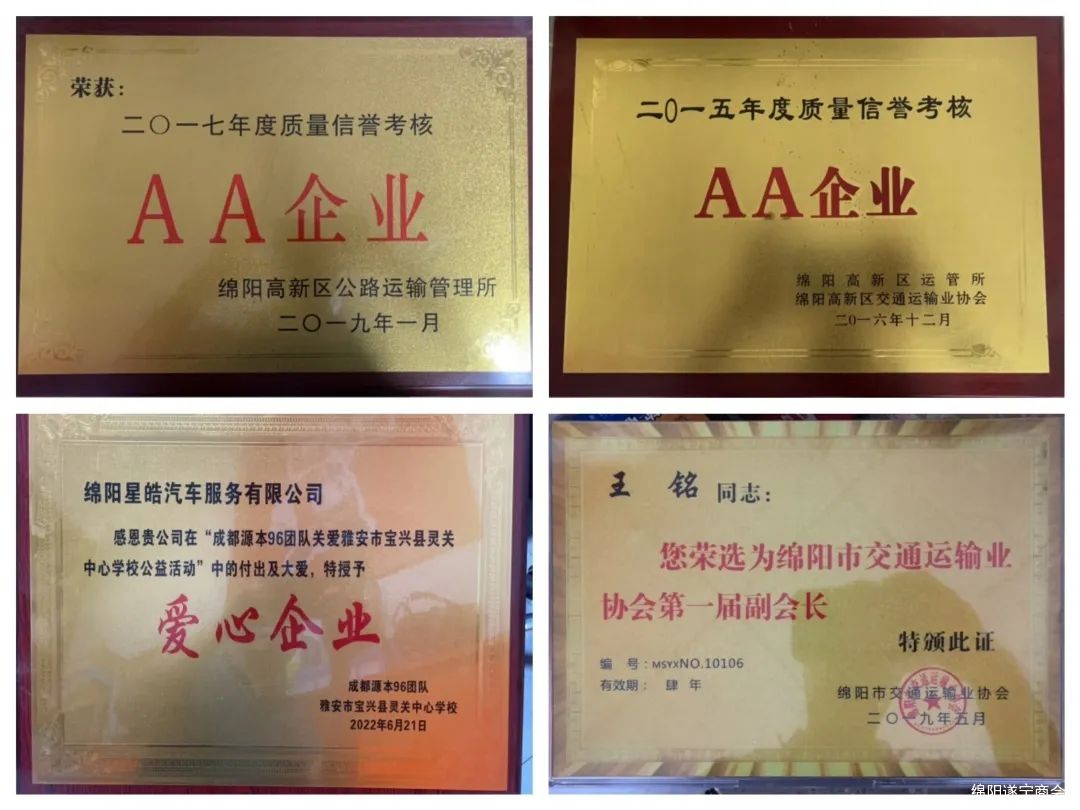 荣获：
二〇一七年度质量信誉考核
AA企业
绵阳高新区公路运输管理所
二〇一九年一月
二0一五年度质量信誉考核
AA企业
绵阳高新区运管所
绵阳高新区交通运输业协会
二0一六年十二月
绵阳星皓汽车服务有限公司
感恩贵公司在“成都源本96团队关爱雅安市宝兴县灵关
中心学校公益活动”中的付出及大爱，特授予
爱心企业
成都源本96团队
雅安市宝兴县灵关中心学校
2022年6月21日
王 铭 同志：
您荣选为绵阳市交通运输业
协会第一届副会长
特颁此证
编 号：MSYXNO.10106
有效期： 肆 年
绵阳市交通运输业协会
二〇一九年五月
绵阳遂宁商会